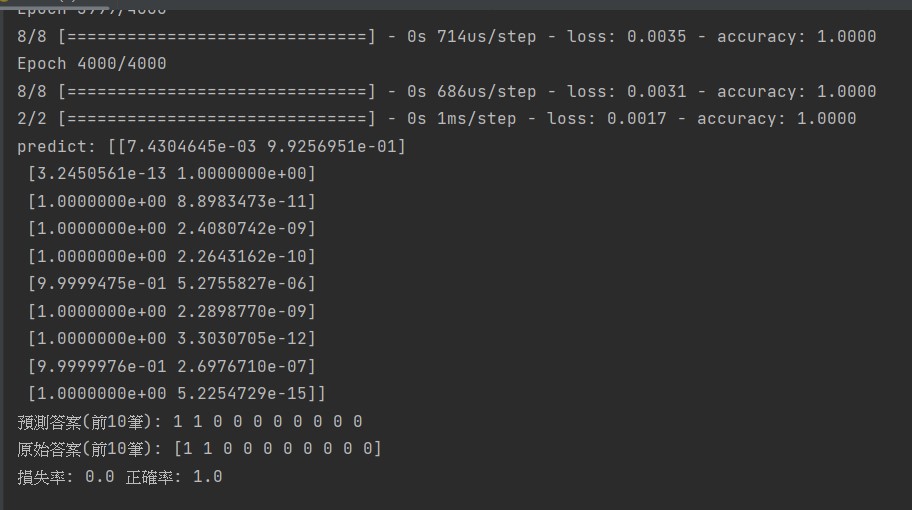 Epoch 3999/4000
8/8 [==============================] - 0s 714us/step - loss: 0.0035 - accuracy: 1.0000
Epoch 4000/4000
8/8 [==============================] - 0s 686us/step - loss: 0.0031 - accuracy: 1.0000
2/2 [==============================] - 0s 1ms/step - loss: 0.0017 - accuracy: 1.0000
predict: [[7.4304645e-03 9.9256951e-01]
[3.2450561e-13 1.0000000e+00]
[1.0000000e+00 8.8983473e-11]
[1.0000000e+00 2.4080742e-09]
[1.0000000e+00 2.2643162e-10]
[9.9999475e-01 5.2755827e-06]
[1.0000000e+00 2.2898770e-09]
[1.0000000e+00 3.3030705e-12]
[9.9999976e-01 2.6976710e-07]
[1.0000000e+00 5.2254729e-15]]
預測答案(前10筆): 1 1 0 0 0 0 0 0 0 0
原始答案(前10筆): [1 1 0 0 0 0 0 0 0 0]
損失率: 0.0 正確率: 1.0